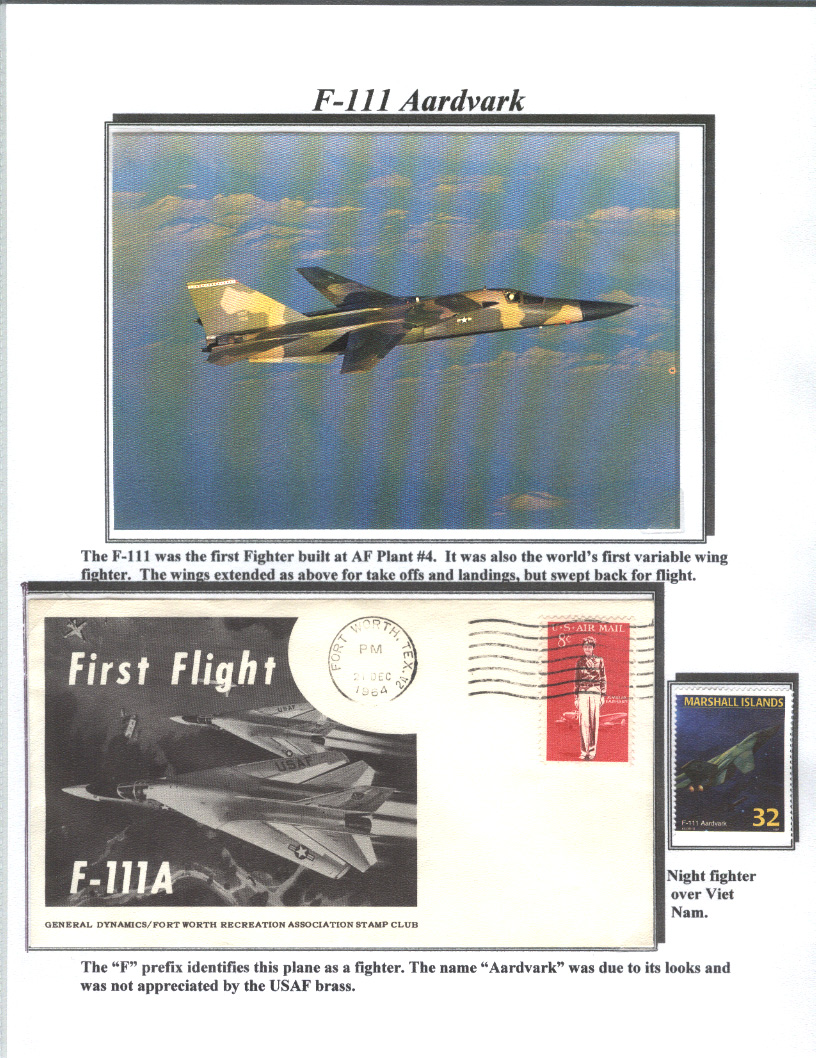 F-111 Aardvark
The F-111 was the first Fighter built at AF Plant #4. It was also the world's first variable wing
fighter. The wings extended as above for take offs and landings, but swept back for flight.
First Flight
USAF
USAF
F-111A
GENERAL DYNAMICS/FORT WORTH RECREATION ASSOCIATION STAMP CLUB
FORT WORTH, TEX. 24
PM
21 DEC
1964
U·S·AIR MAIL
8c
MARSHALL ISLANDS
F-111 Aardvark
32
Night fighter
over Viet
Nam.
The "F" prefix identifies this plane as a fighter. The name "Aardvark" was due to its looks and
was not appreciated by the USAF brass.